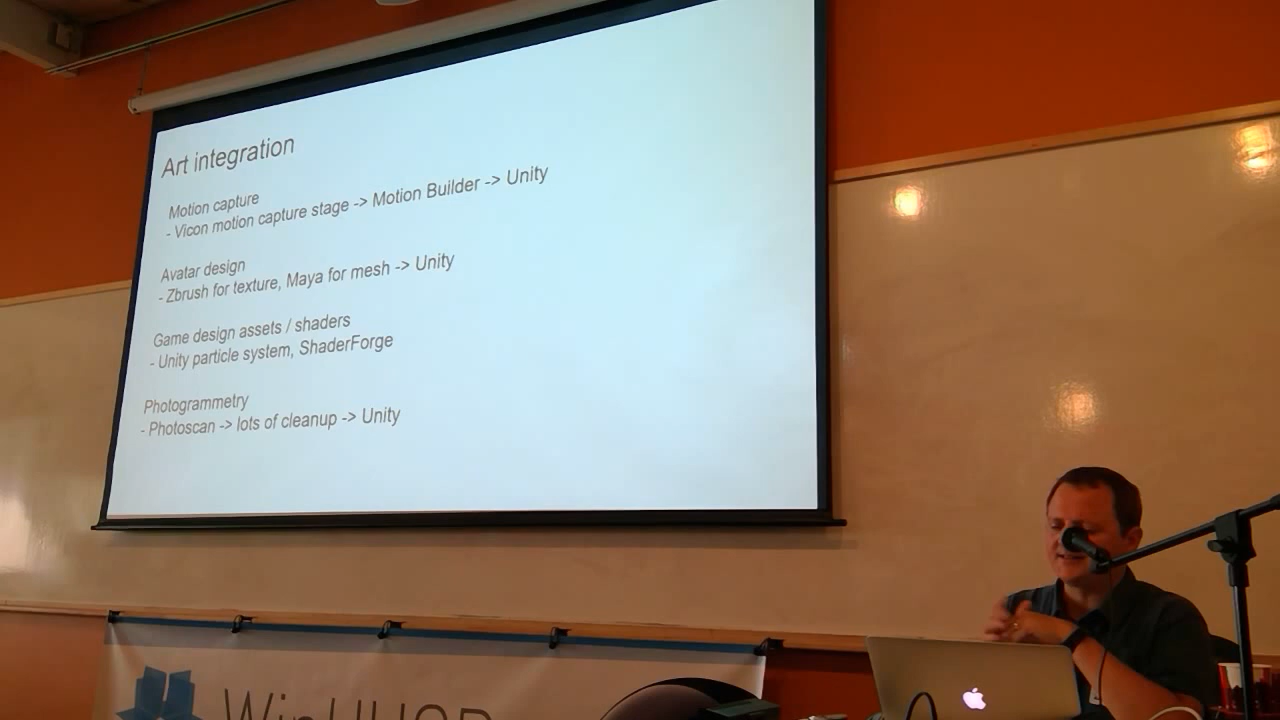 Art integration
Motion capture
- Vicon motion capture stage -> Motion Builder -> Unity
Avatar design
- Zbrush for texture, Maya for mesh -> Unity
Game design assets / shaders
- Unity particle system, ShaderForge
Photogrammetry
- Photoscan -> lots of cleanup -> Unity